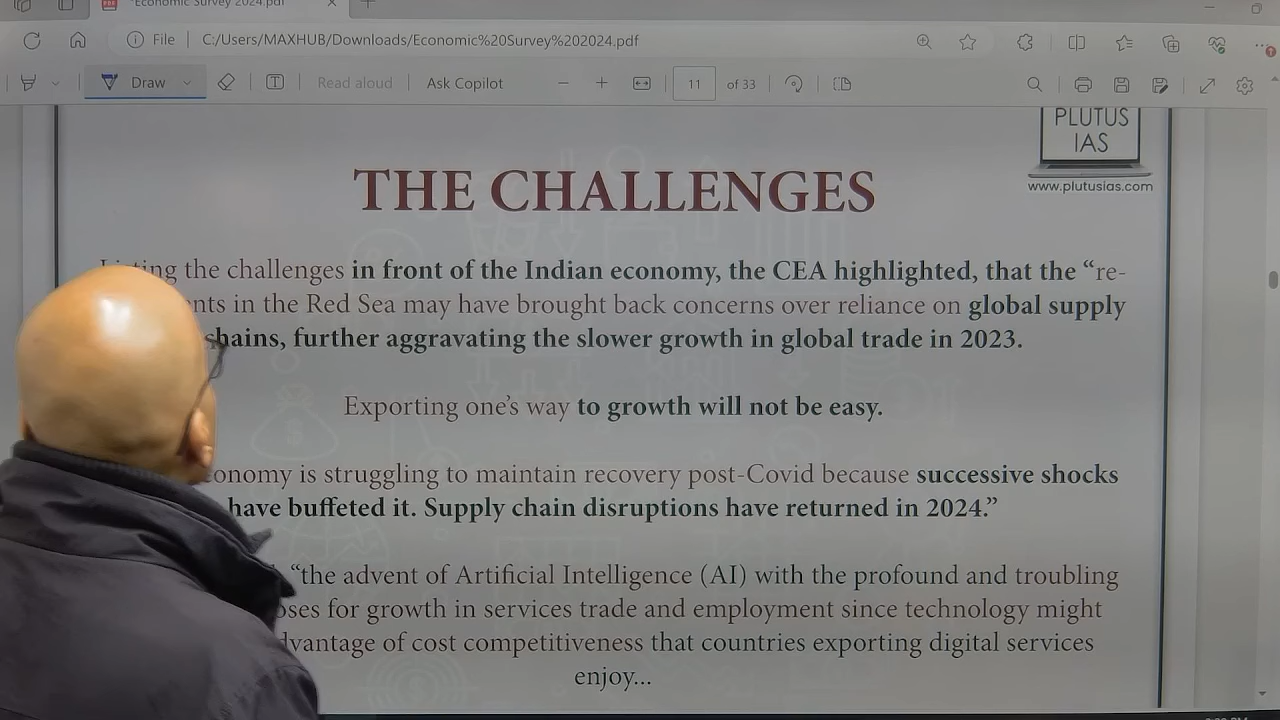 "Economic Survey 2024.pdf
File C:/Users/MAXHUB/Downloads/Economic%20Survey%202024.pdf
Draw Read aloud Ask Copilot 11 of 33
PLUTUS
IAS
www.plutusias.com
THE CHALLENGES
the challenges in front of the Indian economy, the CEA highlighted, that the “re-
in the Red Sea may have brought back concerns over reliance on global supply
chains, further aggravating the slower growth in global trade in 2023.
Exporting one’s way to growth will not be easy.
is struggling to maintain recovery post-Covid because successive shocks
have buffeted it. Supply chain disruptions have returned in 2024.”
“the advent of Artificial Intelligence (AI) with the profound and troubling
for growth in services trade and employment since technology might
of cost competitiveness that countries exporting digital services
enjoy...